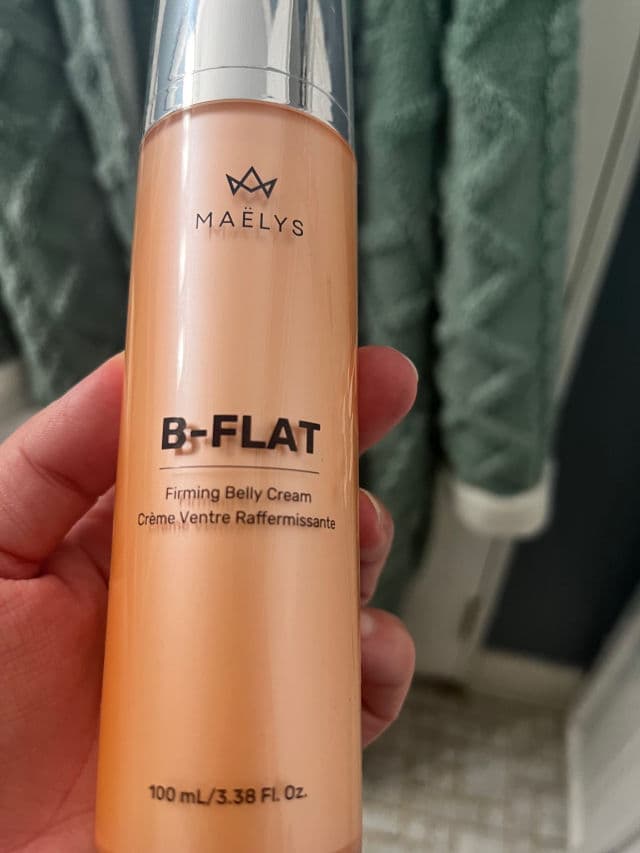 MAËLYS
B-FLAT
Firming Belly Cream
Crème Ventre Raffermissante
100 mL/3.38 Fl. Oz.